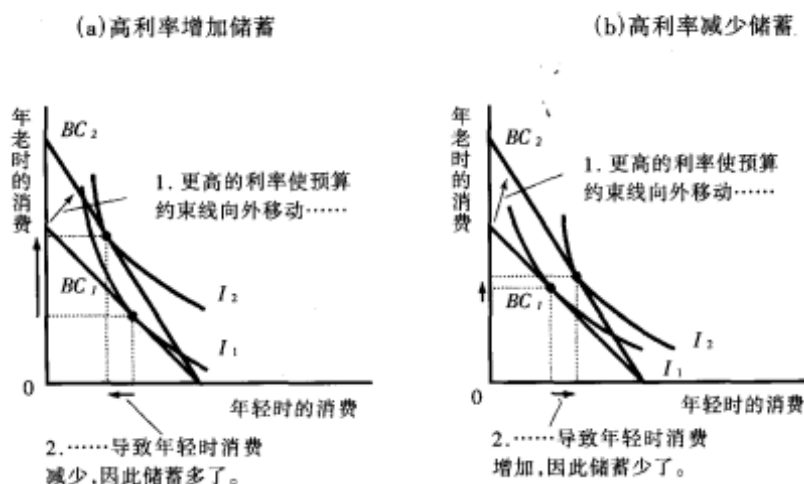 (a)高利率增加储蓄
年老时的消费
BC₂
1. 更高的利率使预算
约束线向外移动……
BC₁
I₂
I₁
0
年轻时的消费
2. ……导致年轻时消费
减少,因此储蓄多了。
(b)高利率减少储蓄
年老时的消费
BC₂
1. 更高的利率使预算
约束线向外移动……
BC₁
I₂
I₁
0
年轻时的消费
2. ……导致年轻时消费
增加,因此储蓄少了。